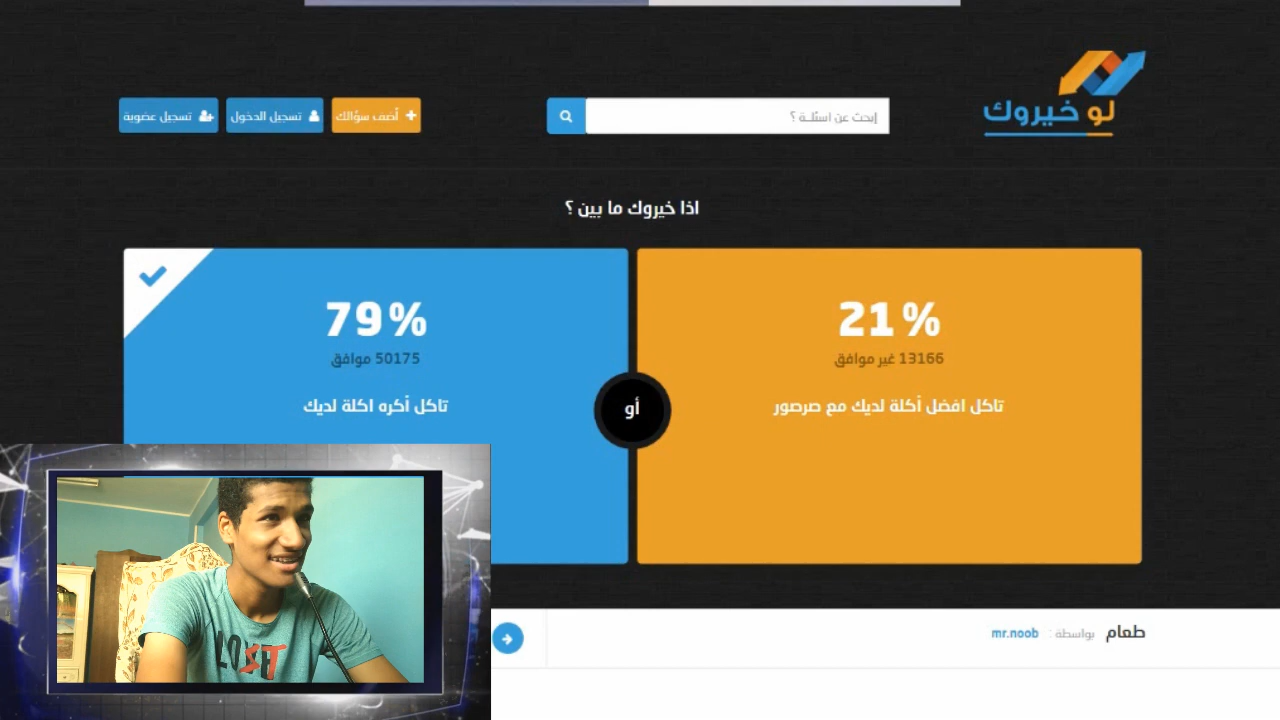 لو خيروك
إبحث عن اسئلـة ؟
أضف سؤالك
تسجيل الدخول
تسجيل عضوية
اذا خيروك ما بين ؟
21%
13166 غير موافق
تاكل افضل أكلة لديك مع صرصور
أو
79%
50175 موافق
تاكل أكره اكلة لديك
طعام بواسطة : mr.noob
LOST